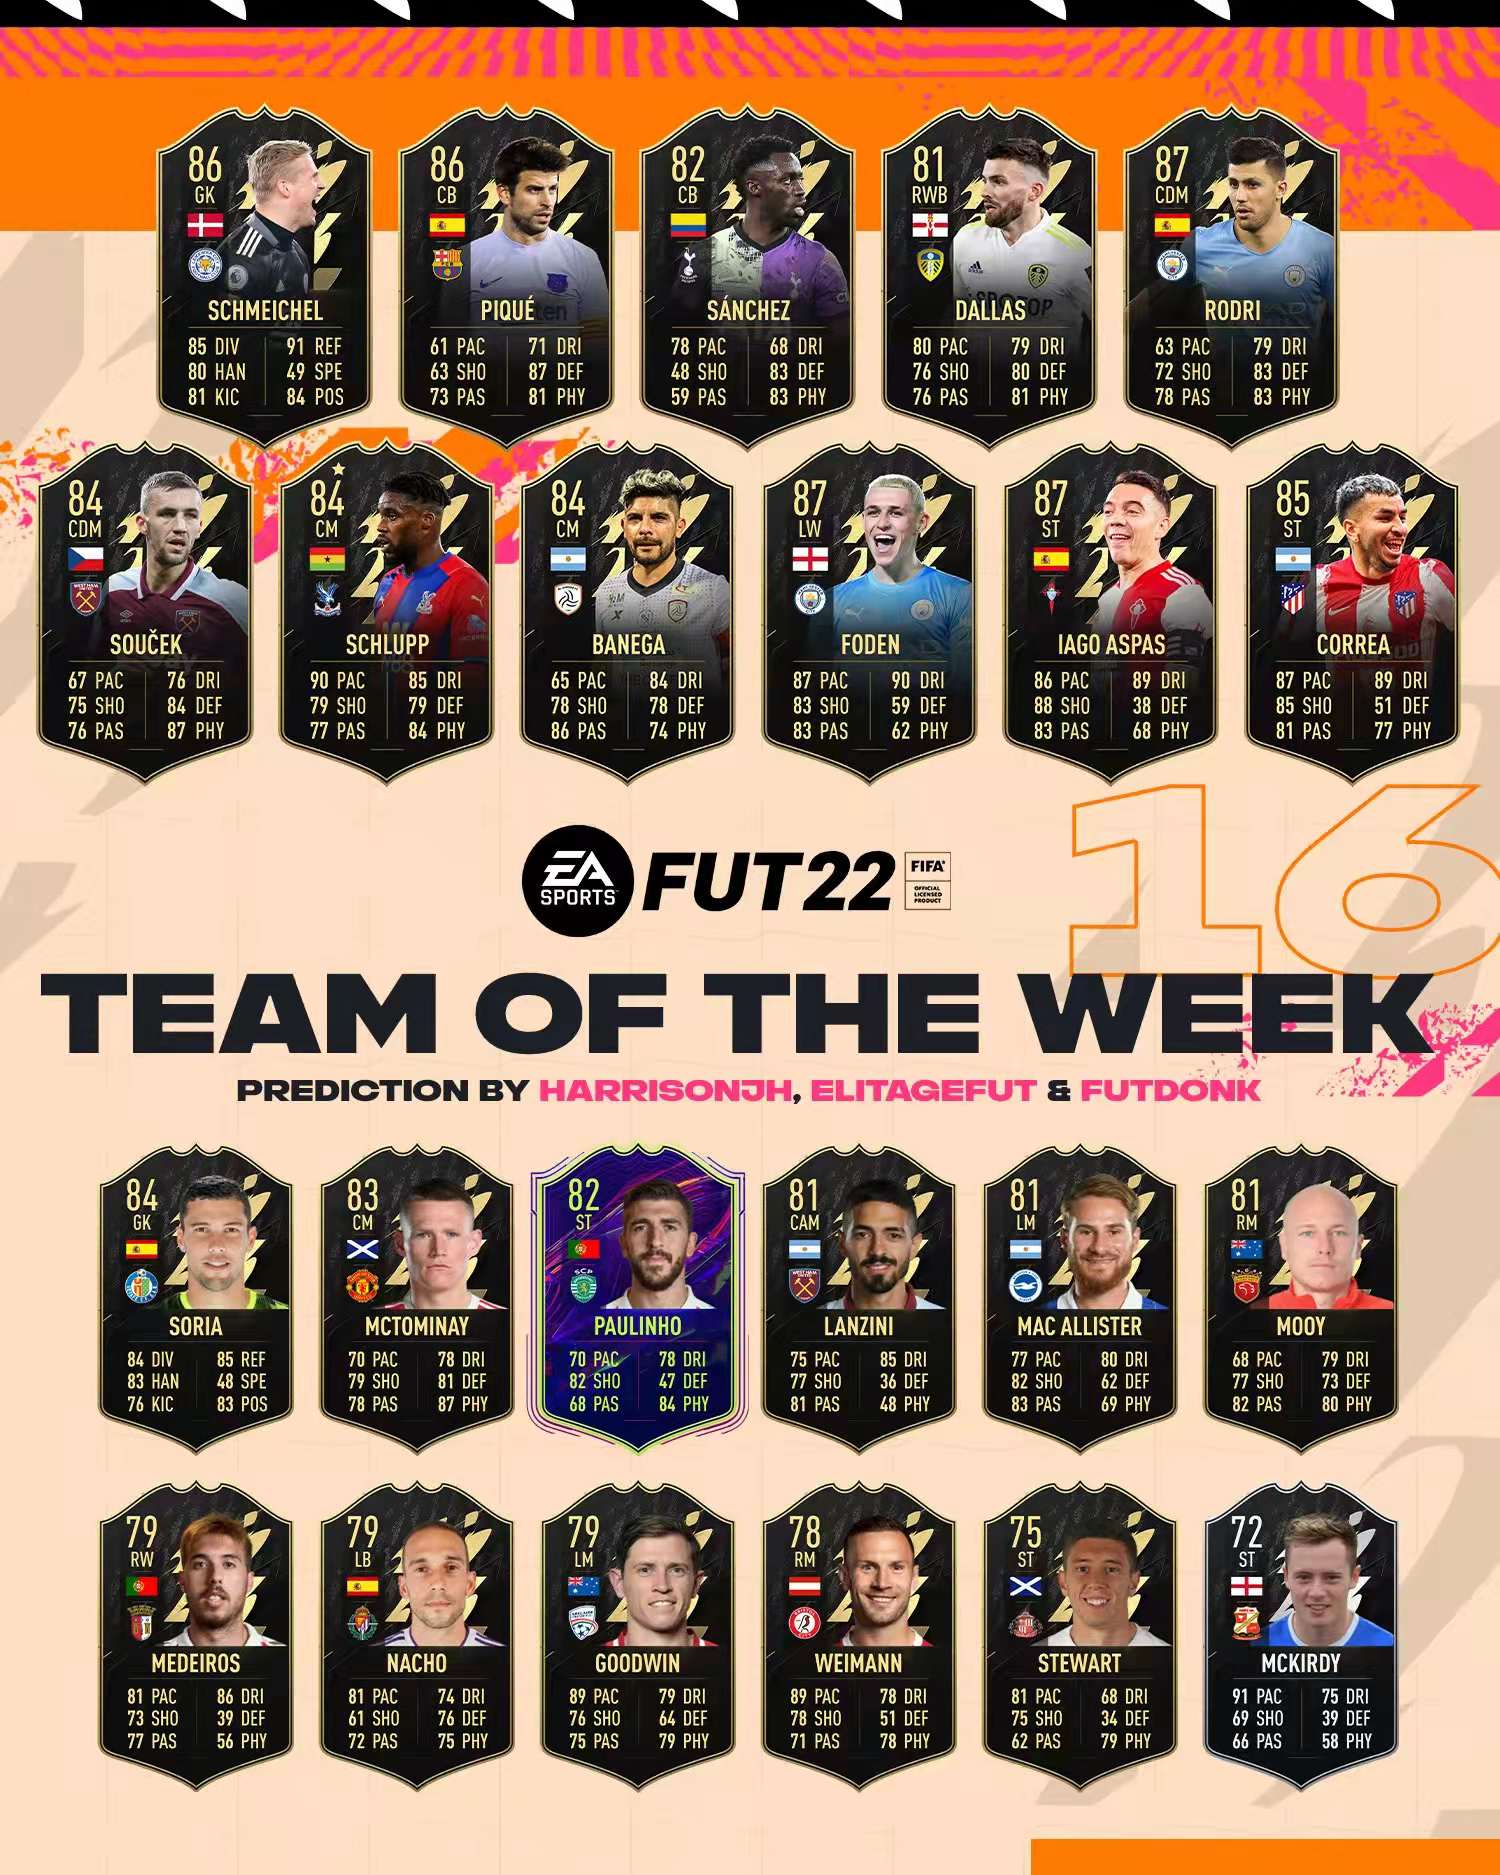 86
GK
SCHMEICHEL
85 DIV 91 REF
80 HAN 49 SPE
81 KIC 84 POS
86
CB
PIQUÉ
61 PAC 71 DRI
63 SHO 87 DEF
73 PAS 81 PHY
82
CB
SÁNCHEZ
78 PAC 68 DRI
48 SHO 83 DEF
59 PAS 83 PHY
81
RWB
DALLAS
80 PAC 79 DRI
76 SHO 80 DEF
76 PAS 81 PHY
87
CDM
RODRI
63 PAC 79 DRI
72 SHO 83 DEF
78 PAS 83 PHY
84
CDM
SOUČEK
67 PAC 76 DRI
75 SHO 84 DEF
76 PAS 87 PHY
84
CM
SCHLUPP
90 PAC 85 DRI
79 SHO 79 DEF
77 PAS 84 PHY
84
CM
BANEGA
65 PAC 84 DRI
78 SHO 78 DEF
86 PAS 74 PHY
87
LW
FODEN
87 PAC 90 DRI
83 SHO 59 DEF
83 PAS 62 PHY
87
ST
IAGO ASPAS
86 PAC 89 DRI
88 SHO 38 DEF
83 PAS 68 PHY
85
ST
CORREA
87 PAC 89 DRI
85 SHO 51 DEF
81 PAS 77 PHY
16
EA
SPORTS
FUT22
FIFA
OFFICIAL
LICENSED
PRODUCT
TEAM OF THE WEEK
PREDICTION BY HARRISONJH, ELITAGEFUT & FUTDONK
84
GK
SORIA
84 DIV 85 REF
83 HAN 48 SPE
76 KIC 83 POS
83
CM
MCTOMINAY
70 PAC 78 DRI
79 SHO 81 DEF
78 PAS 87 PHY
82
ST
SCP
PAULINHO
70 PAC 78 DRI
82 SHO 47 DEF
68 PAS 84 PHY
81
CAM
LANZINI
75 PAC 85 DRI
77 SHO 36 DEF
81 PAS 48 PHY
81
LM
MAC ALLISTER
77 PAC 80 DRI
82 SHO 62 DEF
83 PAS 69 PHY
81
RM
MOOY
68 PAC 79 DRI
77 SHO 73 DEF
82 PAS 80 PHY
79
RW
MEDEIROS
81 PAC 86 DRI
73 SHO 39 DEF
77 PAS 56 PHY
79
LB
NACHO
81 PAC 74 DRI
61 SHO 76 DEF
72 PAS 75 PHY
79
LM
GOODWIN
89 PAC 79 DRI
76 SHO 64 DEF
75 PAS 79 PHY
78
RM
WEIMANN
89 PAC 78 DRI
78 SHO 51 DEF
71 PAS 78 PHY
75
ST
STEWART
81 PAC 68 DRI
75 SHO 34 DEF
62 PAS 79 PHY
72
ST
MCKIRDY
91 PAC 75 DRI
69 SHO 39 DEF
66 PAS 58 PHY